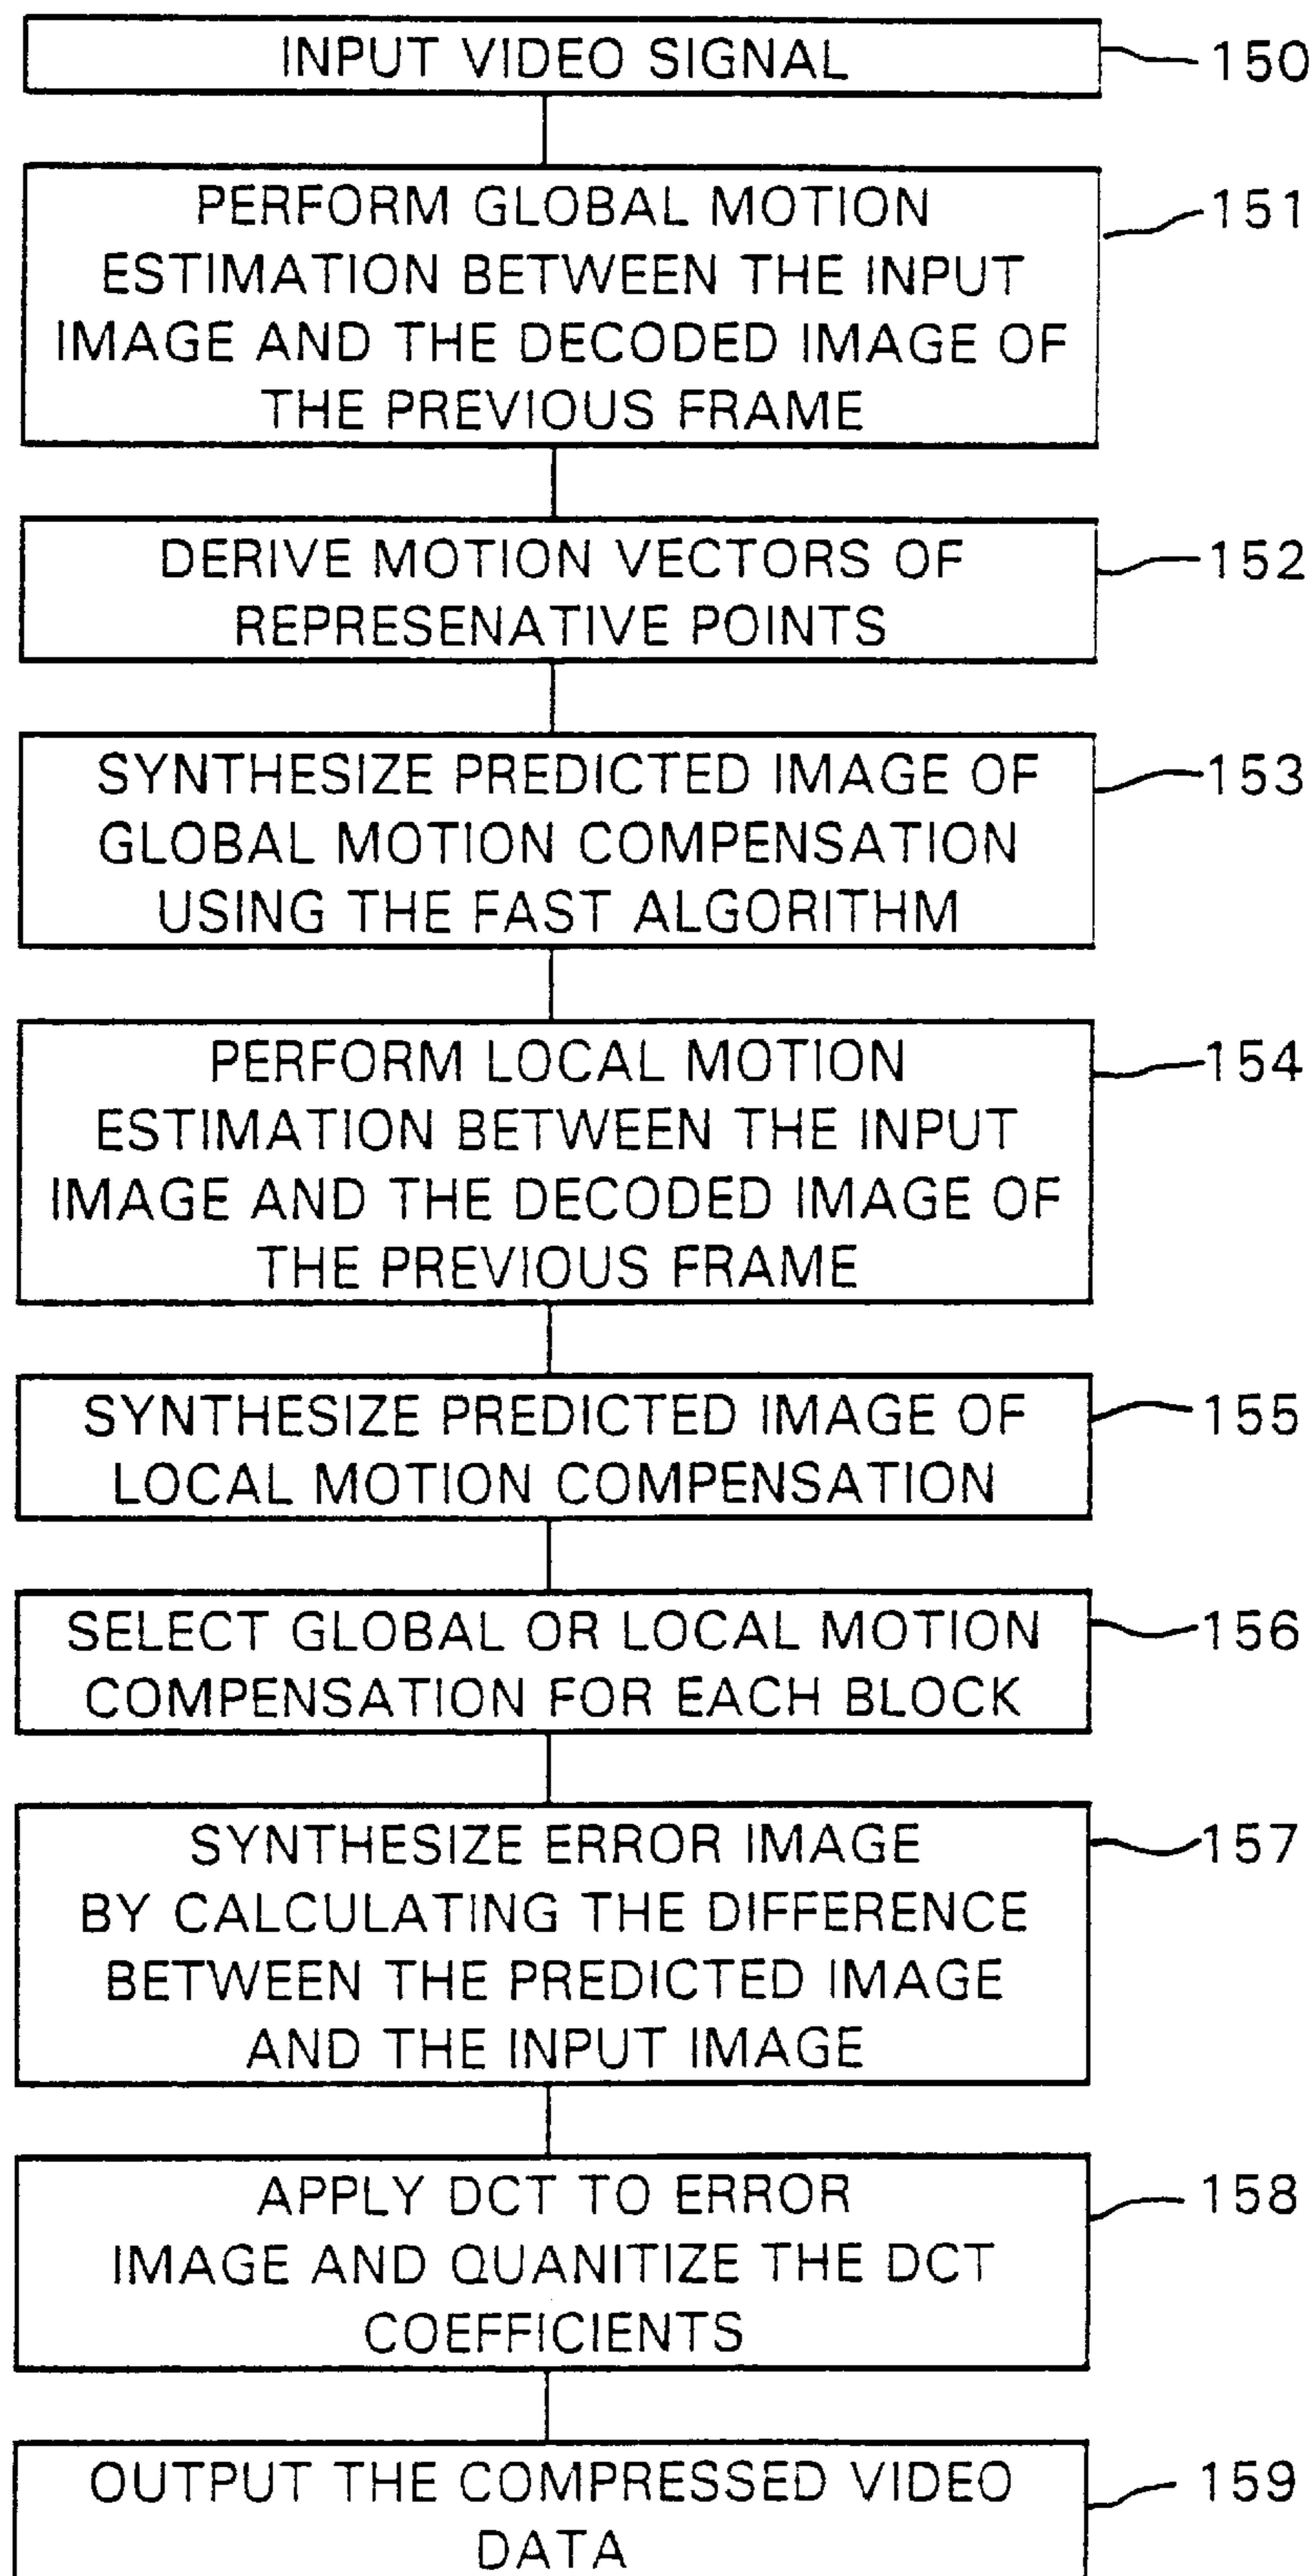 INPUT VIDEO SIGNAL
150
PERFORM GLOBAL MOTION
ESTIMATION BETWEEN THE INPUT
IMAGE AND THE DECODED IMAGE OF
THE PREVIOUS FRAME
151
DERIVE MOTION VECTORS OF
REPRESENATIVE POINTS
152
SYNTHESIZE PREDICTED IMAGE OF
GLOBAL MOTION COMPENSATION
USING THE FAST ALGORITHM
153
PERFORM LOCAL MOTION
ESTIMATION BETWEEN THE INPUT
IMAGE AND THE DECODED IMAGE OF
THE PREVIOUS FRAME
154
SYNTHESIZE PREDICTED IMAGE OF
LOCAL MOTION COMPENSATION
155
SELECT GLOBAL OR LOCAL MOTION
COMPENSATION FOR EACH BLOCK
156
SYNTHESIZE ERROR IMAGE
BY CALCULATING THE DIFFERENCE
BETWEEN THE PREDICTED IMAGE
AND THE INPUT IMAGE
157
APPLY DCT TO ERROR
IMAGE AND QUANITIZE THE DCT
COEFFICIENTS
158
OUTPUT THE COMPRESSED VIDEO
DATA
159